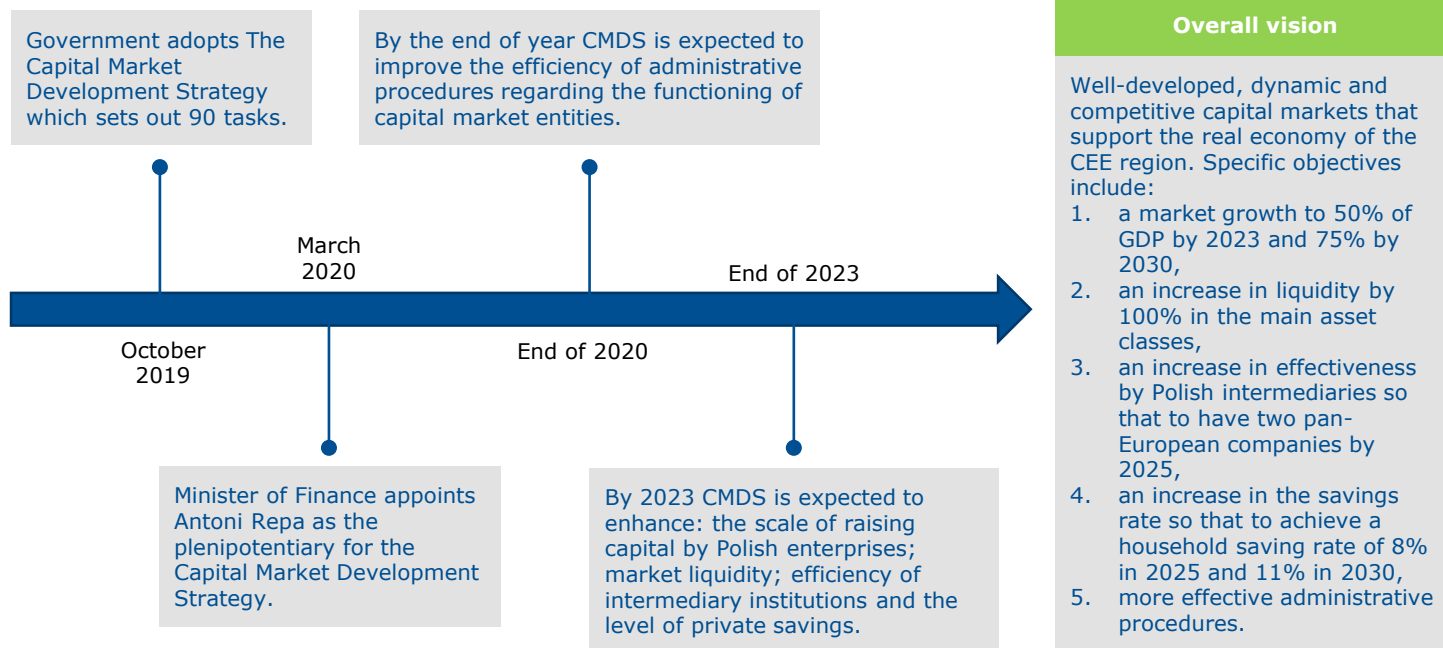 Government adopts The
Capital Market
Development Strategy
which sets out 90 tasks.
By the end of year CMDS is expected to
improve the efficiency of administrative
procedures regarding the functioning of
capital market entities.
March
2020
End of 2023
October
2019
End of 2020
Minister of Finance appoints
Antoni Repa as the
plenipotentiary for the
Capital Market Development
Strategy.
By 2023 CMDS is expected to
enhance: the scale of raising
capital by Polish enterprises;
market liquidity; efficiency of
intermediary institutions and the
level of private savings.
Overall vision
Well-developed, dynamic and
competitive capital markets that
support the real economy of the
CEE region. Specific objectives
include:
1. a market growth to 50% of
GDP by 2023 and 75% by
2030,
2. an increase in liquidity by
100% in the main asset
classes,
3. an increase in effectiveness
by Polish intermediaries so
that to have two pan-
European companies by
2025,
4. an increase in the savings
rate so that to achieve a
household saving rate of 8%
in 2025 and 11% in 2030,
5. more effective administrative
procedures.